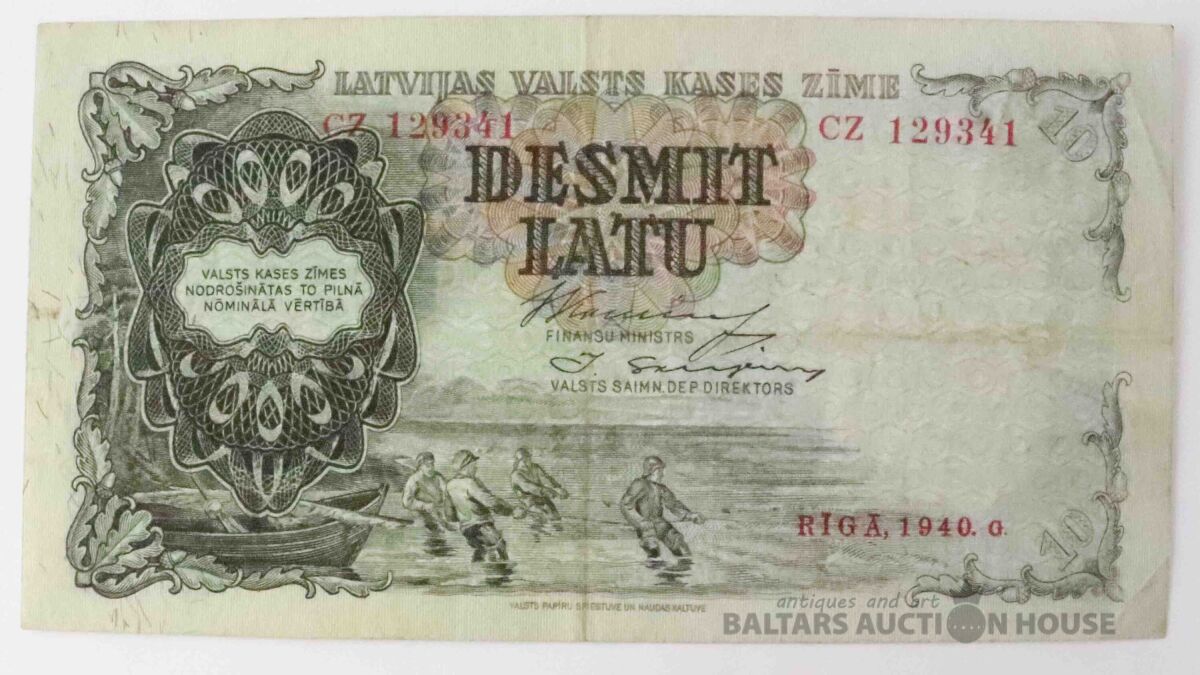 LATVIJAS VALSTS KASES ZĪME
CZ 129341
CZ 129341
10
DESMIT
LATU
VALSTS KASES ZĪMES
NODROŠINĀTAS TO PILNĀ
NŌMINĀLĀ VĒRTĪBĀ
FINANSU MINISTRS
VALSTS SAIMN. DEP. DIREKTORS
RĪGĀ, 1940. G.
10
VALSTS PAPĪRU SPIESTUVE UN NAUDAS KALTUVE
antiques and art
BALTARS AUCTION HOUSE